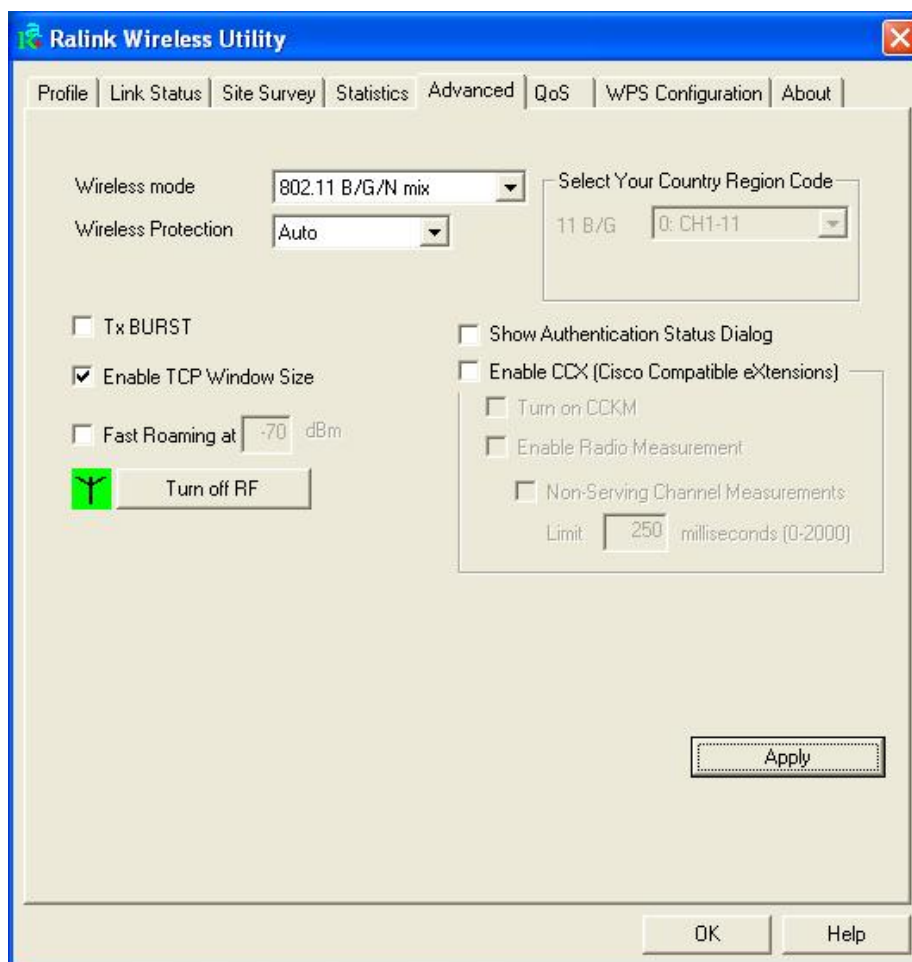 Ralink Wireless Utility
Profile Link Status Site Survey Statistics Advanced QoS WPS Configuration About
Wireless mode 802.11 B/G/N mix
Wireless Protection Auto
Select Your Country Region Code
11 B/G 0: CH1-11
Tx BURST
Enable TCP Window Size
Fast Roaming at -70 dBm
Turn off RF
Show Authentication Status Dialog
Enable CCX (Cisco Compatible eXtensions)
Turn on CCKM
Enable Radio Measurement
Non-Serving Channel Measurements
Limit 250 milliseconds (0-2000)
Apply
OK Help